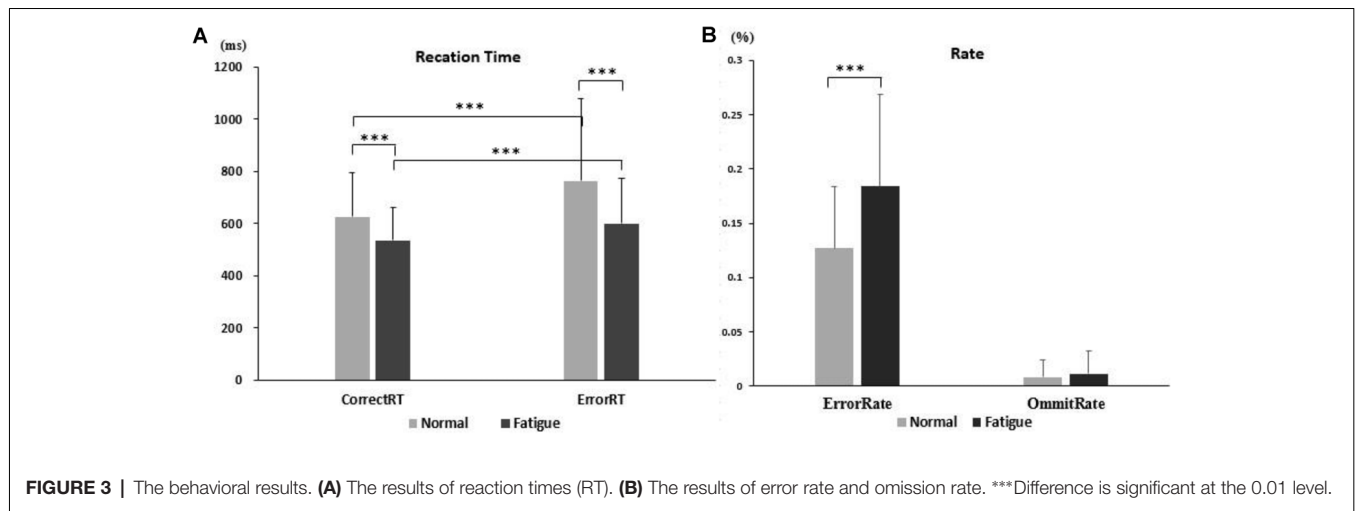 A
(ms)
Recation Time
1200
1000
800
600
400
200
0
***
***
***
***
CorrectRT
ErrorRT
Normal
Fatigue
B
(%)
Rate
0.3
0.25
0.2
0.15
0.1
0.05
0
***
ErrorRate
OmmitRate
Normal
Fatigue
FIGURE 3 | The behavioral results. (A) The results of reaction times (RT). (B) The results of error rate and omission rate. ***Difference is significant at the 0.01 level.